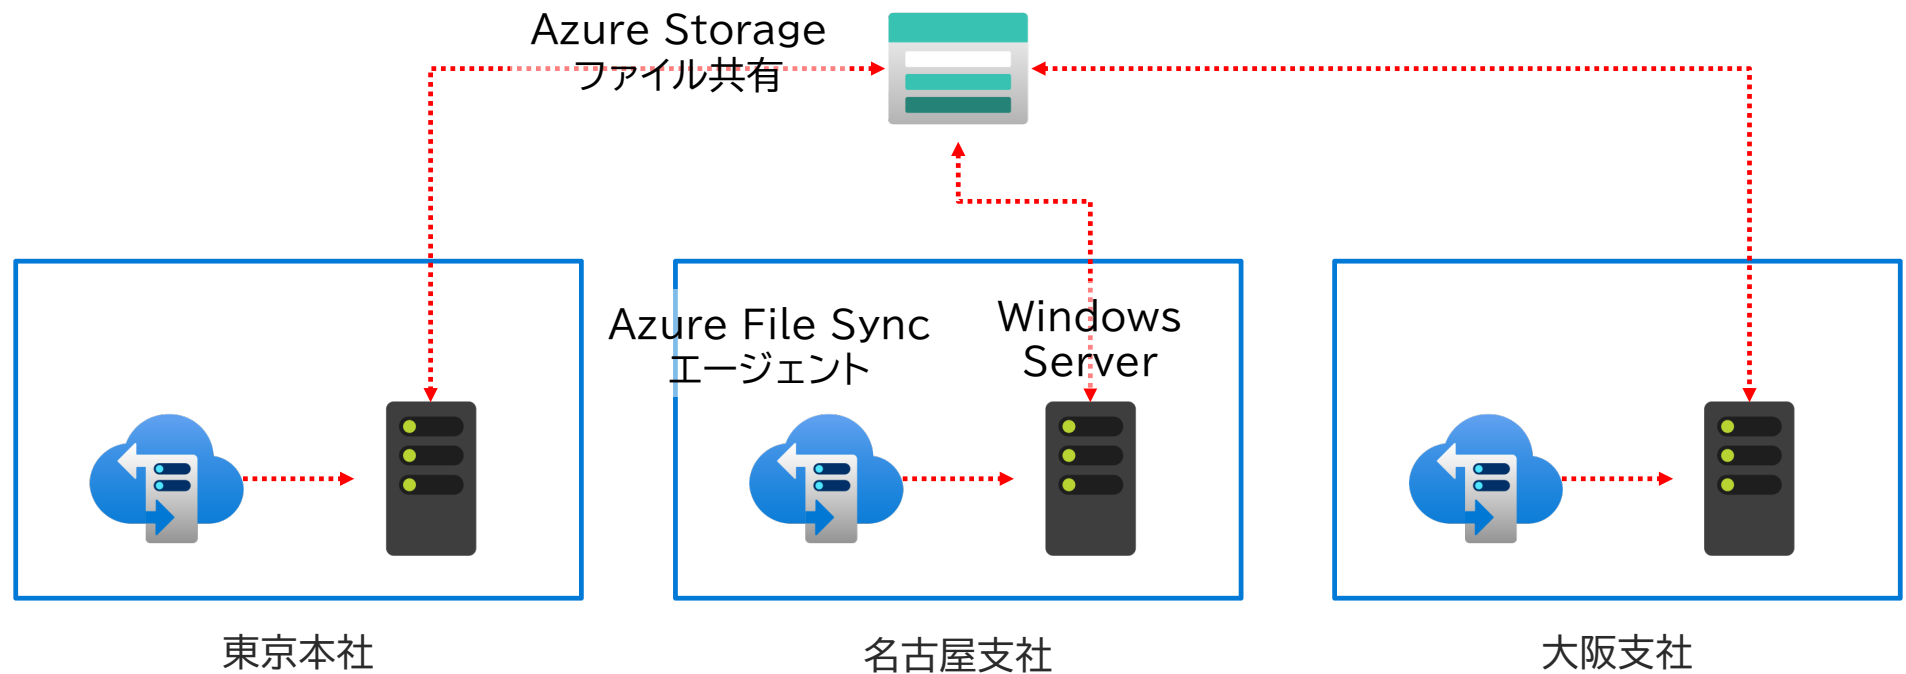 Azure Storage
ファイル共有
Azure File Sync
エージェント
Windows
Server
東京本社
名古屋支社
大阪支社